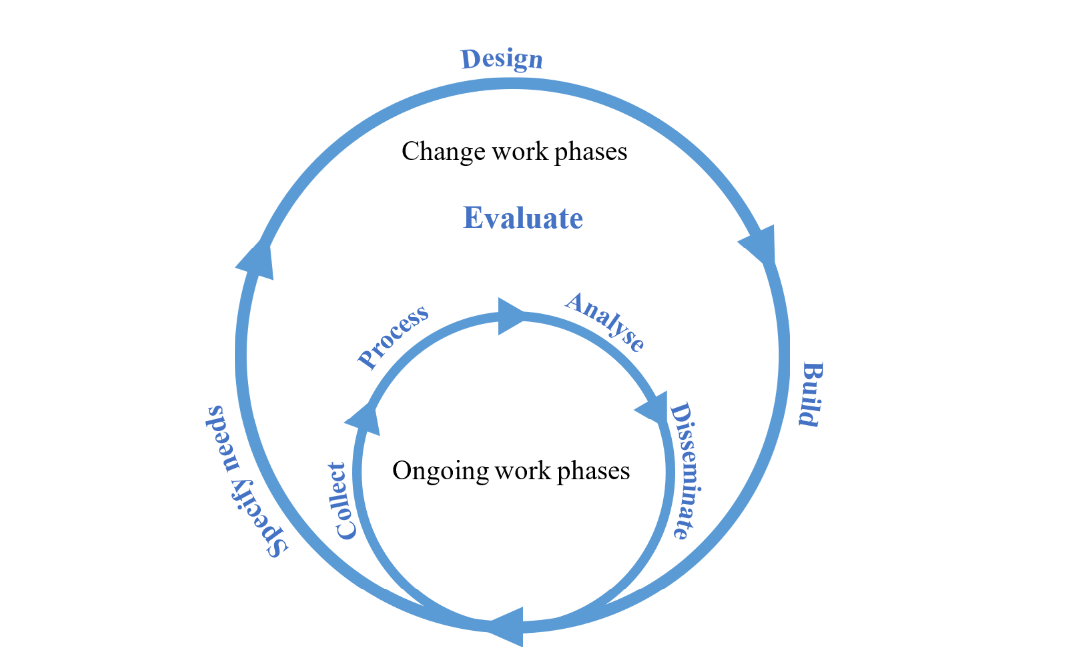 Design
Change work phases
Evaluate
Process
Analyse
Build
Specify needs
Collect
Ongoing work phases
Disseminate